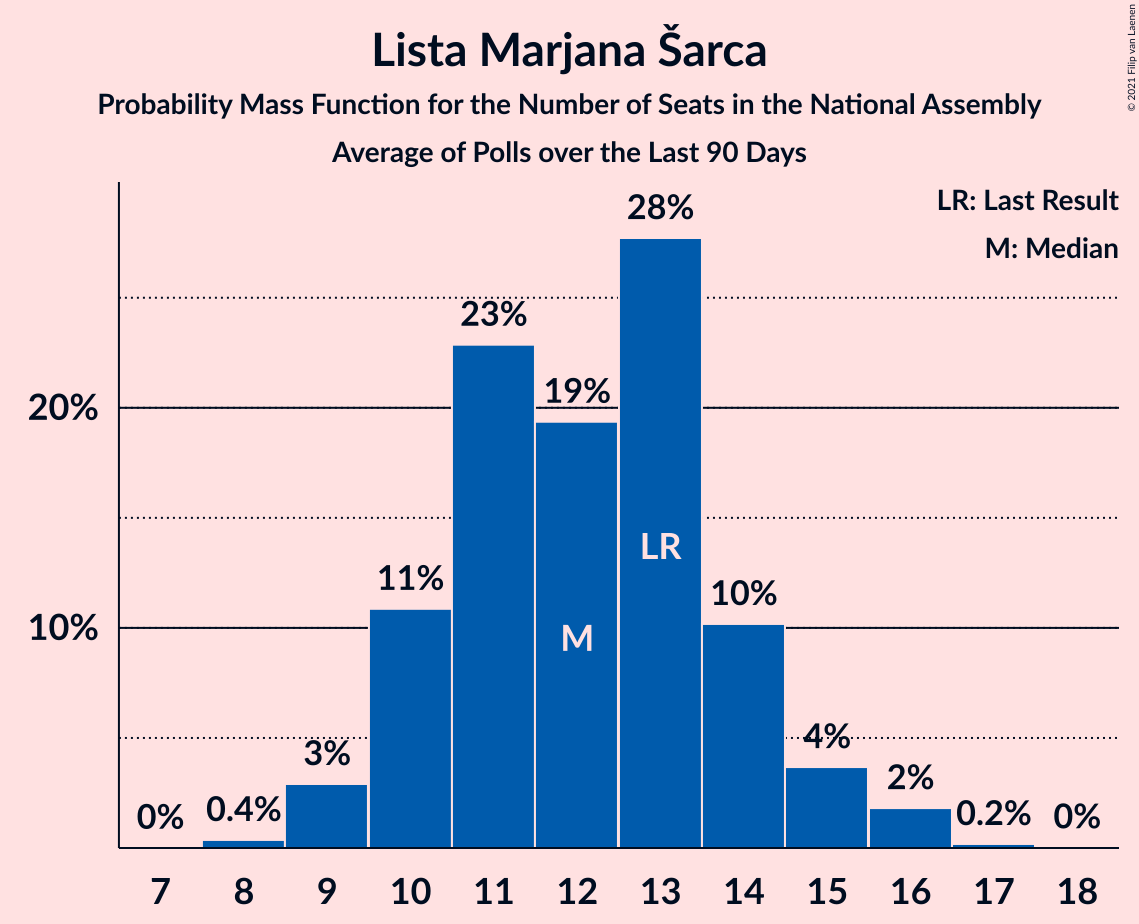 Lista Marjana Šarca
Probability Mass Function for the Number of Seats in the National Assembly
Average of Polls over the Last 90 Days
© 2021 Filip van Laenen
LR: Last Result
M: Median
28%
23%
19%
20%
LR
11%
10%
10%
M
4%
3%
2%
0%
0.4%
0.2%
0%
7 8 9 10 11 12 13 14 15 16 17 18